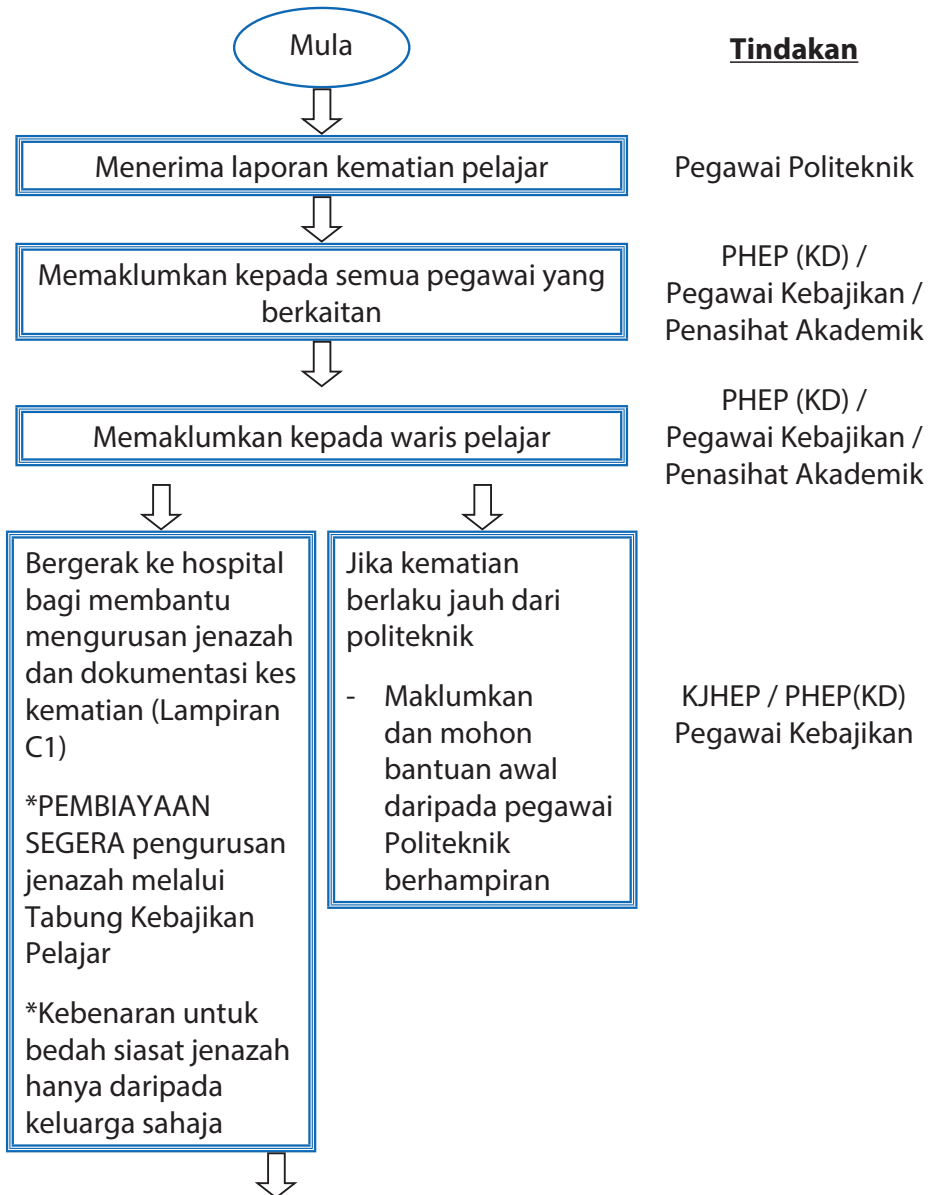 Mula
Tindakan
Menerima laporan kematian pelajar
Pegawai Politeknik
Memaklumkan kepada semua pegawai yang
berkaitan
PHEP (KD) /
Pegawai Kebajikan /
Penasihat Akademik
Memaklumkan kepada waris pelajar
PHEP (KD) /
Pegawai Kebajikan /
Penasihat Akademik
Bergerak ke hospital
bagi membantu
mengurusan jenazah
dan dokumentasi kes
kematian (Lampiran
C1)
*PEMBIAYAAN
SEGERA pengurusan
jenazah melalui
Tabung Kebajikan
Pelajar
*Kebenaran untuk
bedah siasat jenazah
hanya daripada
keluarga sahaja
Jika kematian
berlaku jauh dari
politeknik
- Maklumkan
dan mohon
bantuan awal
daripada pegawai
Politeknik
berhampiran
KJHEP / PHEP(KD)
Pegawai Kebajikan